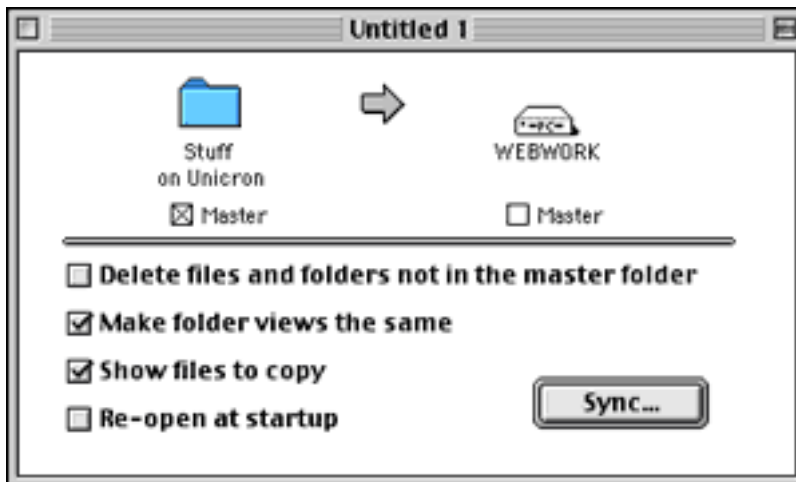 Untitled 1
Stuff
on Unicron
-PC-
WEBWORK
Master
Master
Delete files and folders not in the master folder
Make folder views the same
Show files to copy
Re-open at startup
Sync...